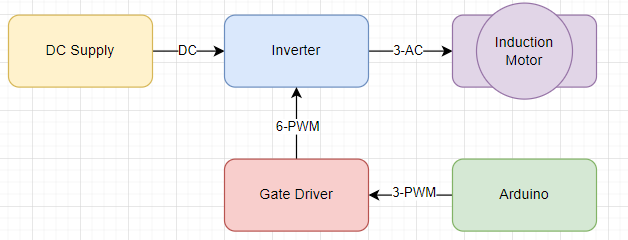 DC Supply
DC
Inverter
3-AC
Induction
Motor
6-PWM
Gate Driver
3-PWM
Arduino